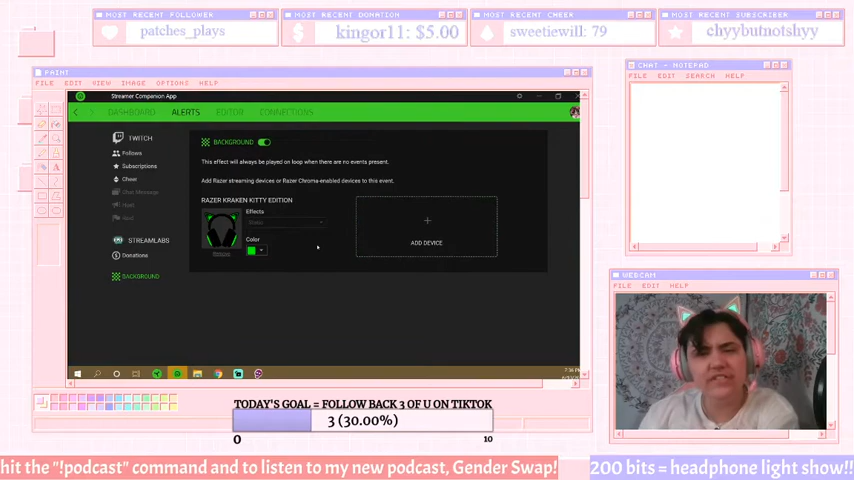 MOST RECENT FOLLOWER
patches_plays
MOST RECENT DONATION
kingor11: $5.00
MOST RECENT CHEER
sweetiewill: 79
MOST RECENT SUBSCRIBER
chyybutnotshyy
PAINT
FILE EDIT VIEW IMAGE OPTIONS HELP
Streamer Companion App
DASHBOARD ALERTS EDITOR CONNECTIONS
TWITCH
Follows
Subscriptions
Cheer
Chat Message
Host
Raid
STREAMLABS
Donations
BACKGROUND
BACKGROUND
This effect will always be played on loop when there are no events present.
Add Razer streaming devices or Razer Chroma-enabled devices to this event.
RAZER KRAKEN KITTY EDITION
Effects
Static
Color
ADD DEVICE
CHAT - NOTEPAD
FILE EDIT SEARCH HELP
WEBCAM
FILE EDIT HELP
TODAY'S GOAL = FOLLOW BACK 3 OF U ON TIKTOK
3 (30.00%)
0 10
hit the "!podcast" command and to listen to my new podcast, Gender Swap!
200 bits = headphone light show!!